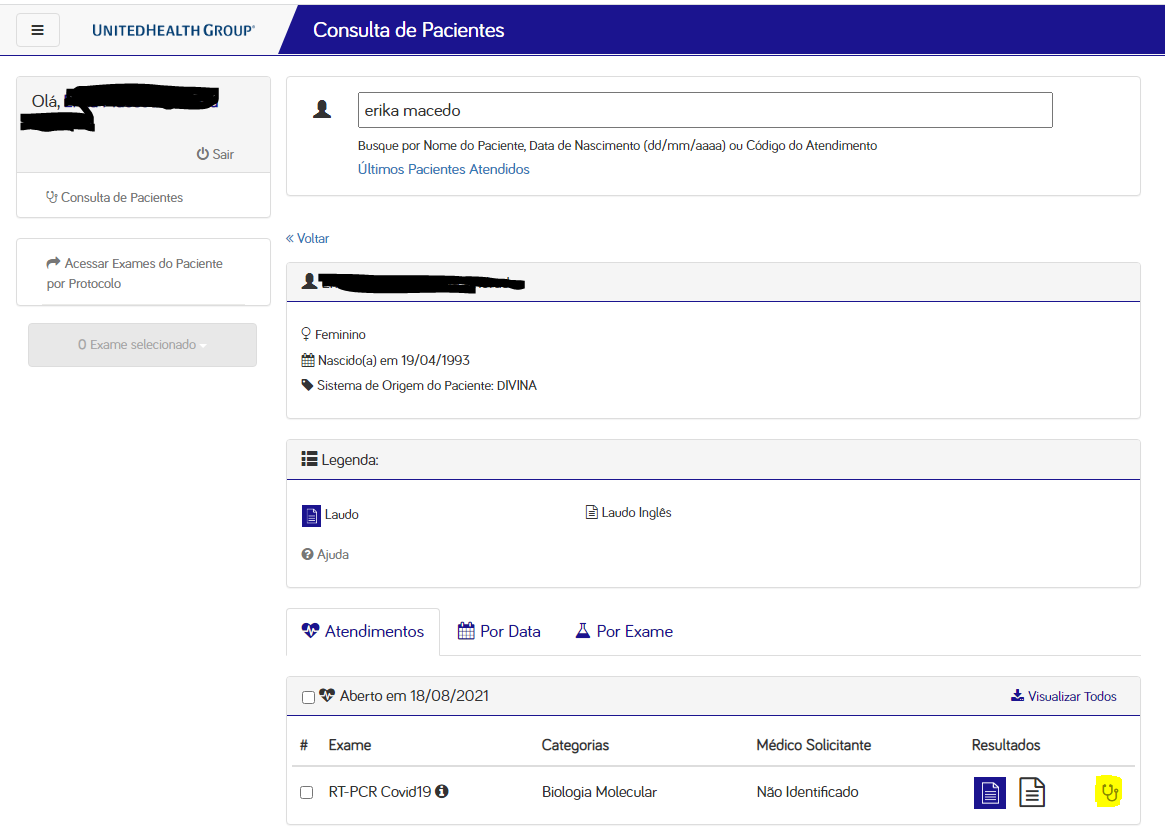 UNITEDHEALTH GROUP®
Consulta de Pacientes
Olá,
Sair
Consulta de Pacientes
Acessar Exames do Paciente
por Protocolo
0 Exame selecionado
erika macedo
Busque por Nome do Paciente, Data de Nascimento (dd/mm/aaaa) ou Código do Atendimento
Últimos Pacientes Atendidos
« Voltar
Feminino
Nascido(a) em 19/04/1993
Sistema de Origem do Paciente: DIVINA
Legenda:
Laudo Laudo Inglês
Ajuda
Atendimentos Por Data Por Exame
Aberto em 18/08/2021 Visualizar Todos
# Exame Categorias Médico Solicitante Resultados
RT-PCR Covid19 Biologia Molecular Não Identificado